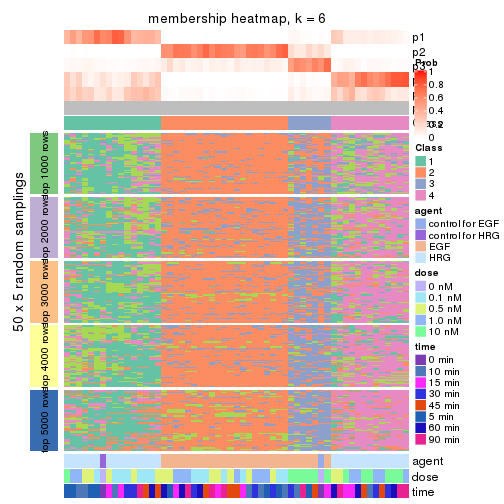 membership heatmap, k = 6
p1
p2
p3
Prob
1
0.8
0.6
0.4
0.2
0
Class
1
2
3
4
agent
control for EGF
control for HRG
EGF
HRG
dose
0 nM
0.1 nM
0.5 nM
1.0 nM
10 nM
time
0 min
10 min
15 min
30 min
45 min
5 min
60 min
90 min
50 x 5 random samplings
top 1000 rows
top 2000 rows
top 3000 rows
top 4000 rows
top 5000 rows
agent
dose
time